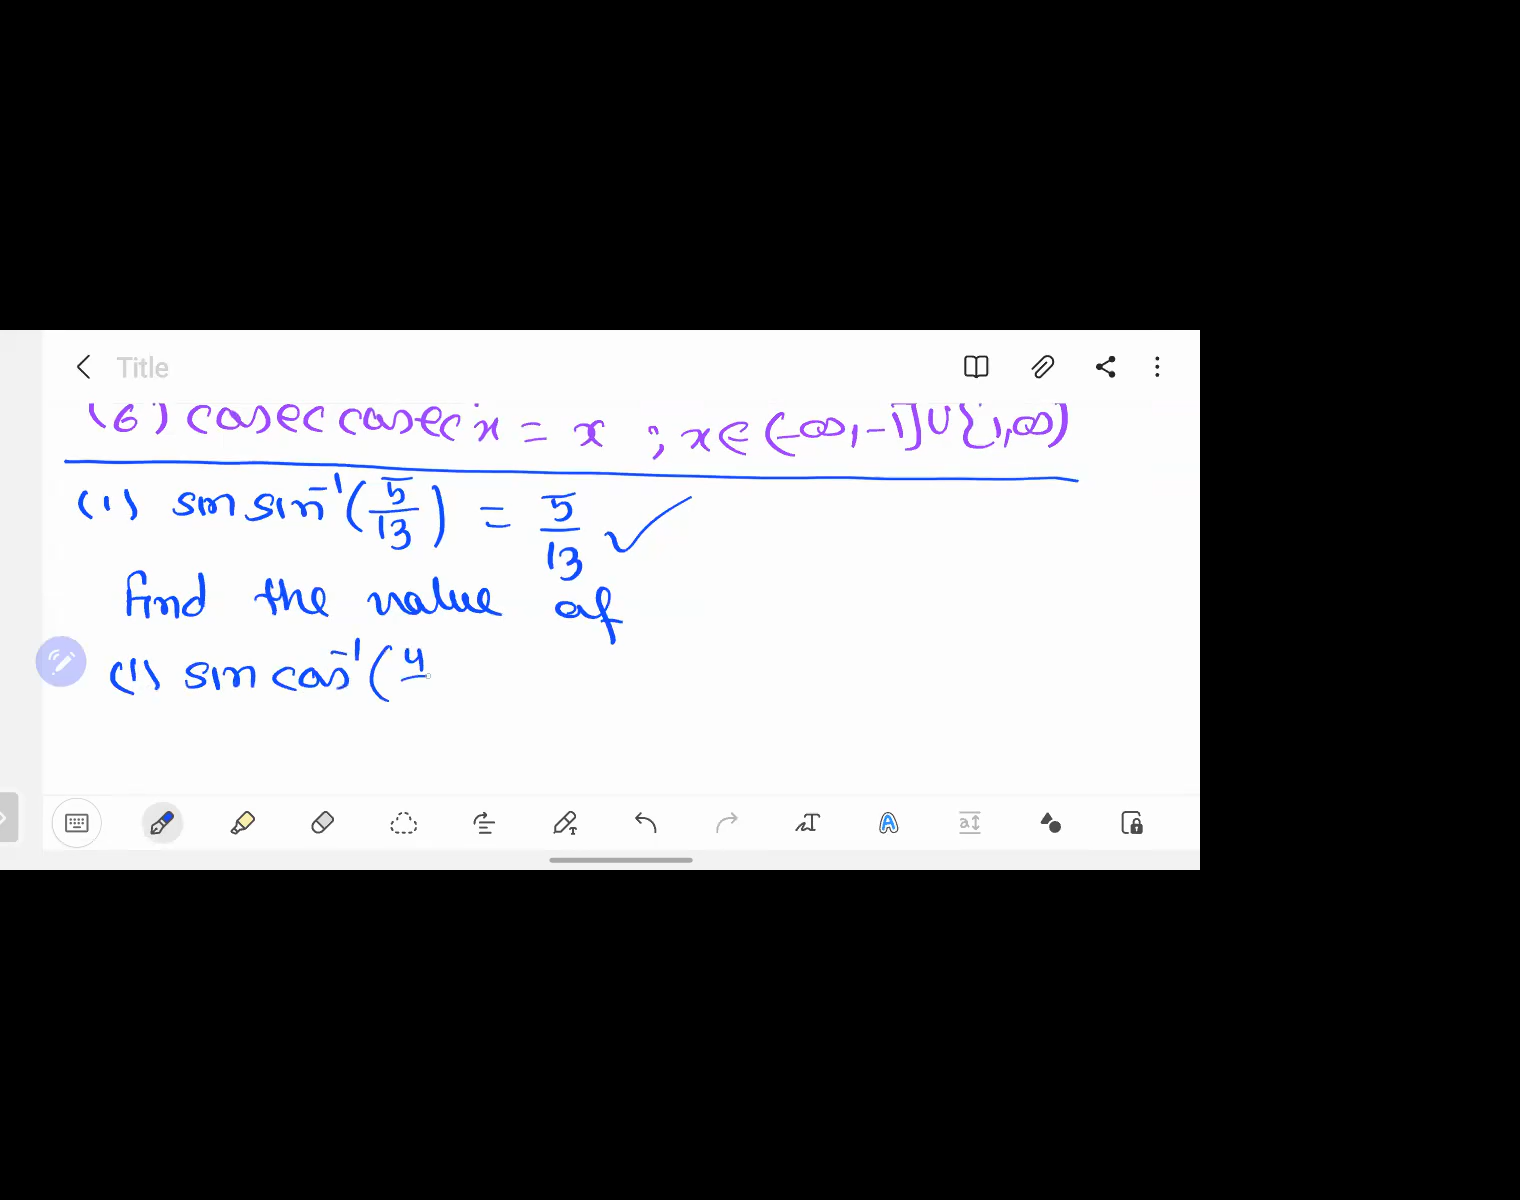 Title
(6) cosec cosec⁻¹x = x ; x ∈ (-∞, -1] ∪ [1, ∞)
(1) sin sin⁻¹(5/13) = 5/13 ✓
find the value of
(1) sin cos⁻¹(4/